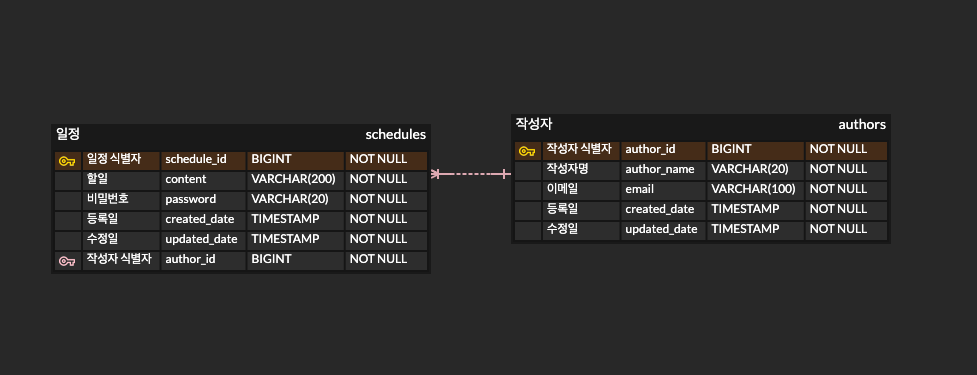 일정 schedules
일정 식별자 schedule_id BIGINT NOT NULL
할일 content VARCHAR(200) NOT NULL
비밀번호 password VARCHAR(20) NOT NULL
등록일 created_date TIMESTAMP NOT NULL
수정일 updated_date TIMESTAMP NOT NULL
작성자 식별자 author_id BIGINT NOT NULL
작성자 authors
작성자 식별자 author_id BIGINT NOT NULL
작성자명 author_name VARCHAR(20) NOT NULL
이메일 email VARCHAR(100) NOT NULL
등록일 created_date TIMESTAMP NOT NULL
수정일 updated_date TIMESTAMP NOT NULL